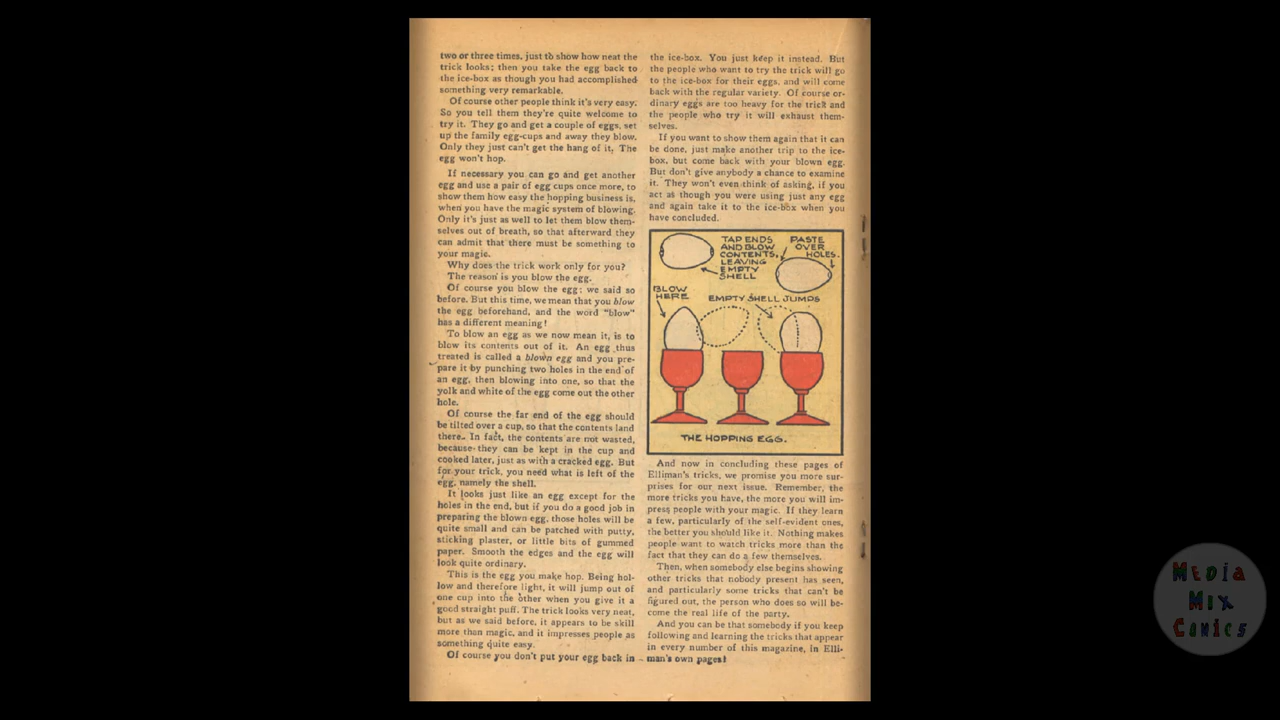 two or three times, just to show how neat the
trick looks; then you take the egg back to
the ice-box as though you had accomplished
something very remarkable.
Of course other people think it's very easy.
So you tell them they're quite welcome to
try it. They go and get a couple of eggs, set
up the family egg-cups and away they blow.
Only they just can't get the hang of it. The
egg won't hop.
If necessary you can go and get another
egg and use a pair of egg cups once more, to
show them how easy the hopping business is,
when you have the magic system of blowing.
Only it's just as well to let them blow them-
selves out of breath, so that afterward they
can admit that there must be something to
your magic.
Why does the trick work only for you?
The reason is you blow the egg.
Of course you blow the egg; we said so
before. But this time, we mean that you blow
the egg beforehand, and the word "blow"
has a different meaning!
To blow an egg as we now mean it, is to
blow its contents out of it. An egg thus
treated is called a blown egg and you pre-
pare it by punching two holes in the end of
an egg, then blowing into one, so that the
yolk and white of the egg come out the other
hole.
Of course the far end of the egg should
be tilted over a cup, so that the contents land
there. In fact, the contents are not wasted,
because they can be kept in the cup and
cooked later, just as with a cracked egg. But
for your trick, you need what is left of the
egg, namely the shell.
It looks just like an egg except for the
holes in the end, but if you do a good job in
preparing the blown egg, those holes will be
quite small and can be patched with putty,
sticking plaster, or little bits of gummed
paper. Smooth the edges and the egg will
look quite ordinary.
This is the egg you make hop. Being hol-
low and therefore light, it will jump out of
one cup into the other when you give it a
good straight puff. The trick looks very neat,
but as we said before, it appears to be skill
more than magic, and it impresses people as
something quite easy.
Of course you don't put your egg back in
the ice-box. You just keep it instead. But
the people who want to try the trick will go
to the ice-box for their eggs, and will come
back with the regular variety. Of course or-
dinary eggs are too heavy for the trick and
the people who try it will exhaust them-
selves.
If you want to show them again that it can
be done, just make another trip to the ice-
box, but come back with your blown egg.
But don't give anybody a chance to examine
it. They won't even think of asking, if you
act as though you were using just any egg
and again take it to the ice-box when you
have concluded.
TAP ENDS
AND BLOW
CONTENTS,
LEAVING
EMPTY
SHELL
PASTE
OVER
HOLES.
BLOW
HERE
EMPTY SHELL JUMPS
THE HOPPING EGG.
And now in concluding these pages of
Elliman's tricks, we promise you more sur-
prises for our next issue. Remember, the
more tricks you have, the more you will im-
press people with your magic. If they learn
a few, particularly of the self-evident ones,
the better you should like it. Nothing makes
people want to watch tricks more than the
fact that they can do a few themselves.
Then, when somebody else begins showing
other tricks that nobody present has seen,
and particularly some tricks that can't be
figured out, the person who does so will be-
come the real life of the party.
And you can be that somebody if you keep
following and learning the tricks that appear
in every number of this magazine, in Elli-
man's own pages!
MEDIA
MIX
COMICS